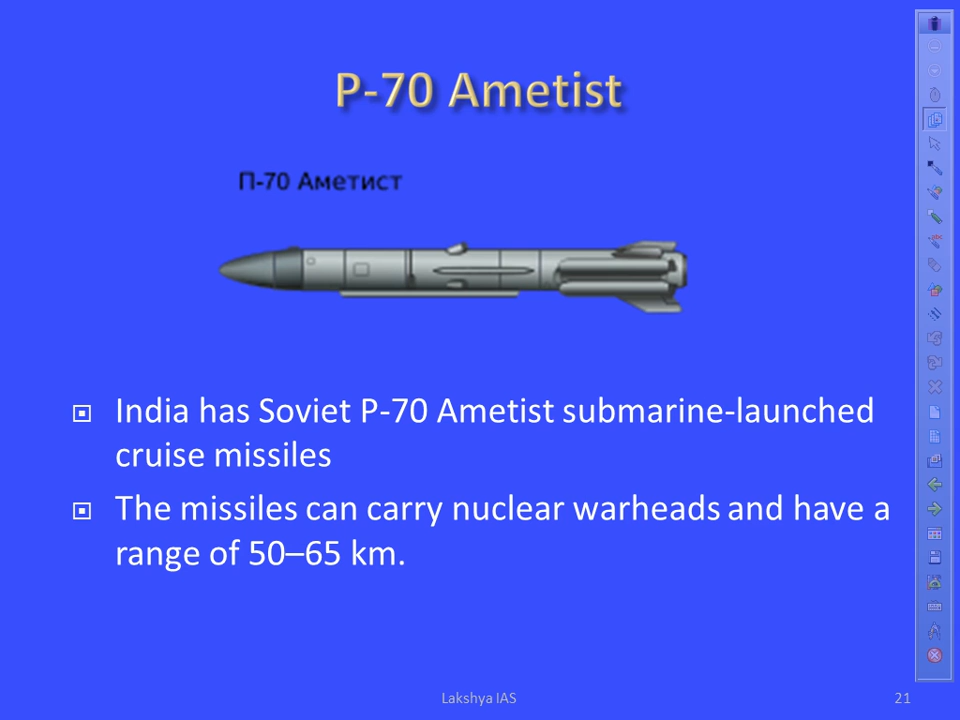 P-70 Ametist
П-70 Аметист
India has Soviet P-70 Ametist submarine-launched
cruise missiles
The missiles can carry nuclear warheads and have a
range of 50–65 km.
Lakshya IAS
21